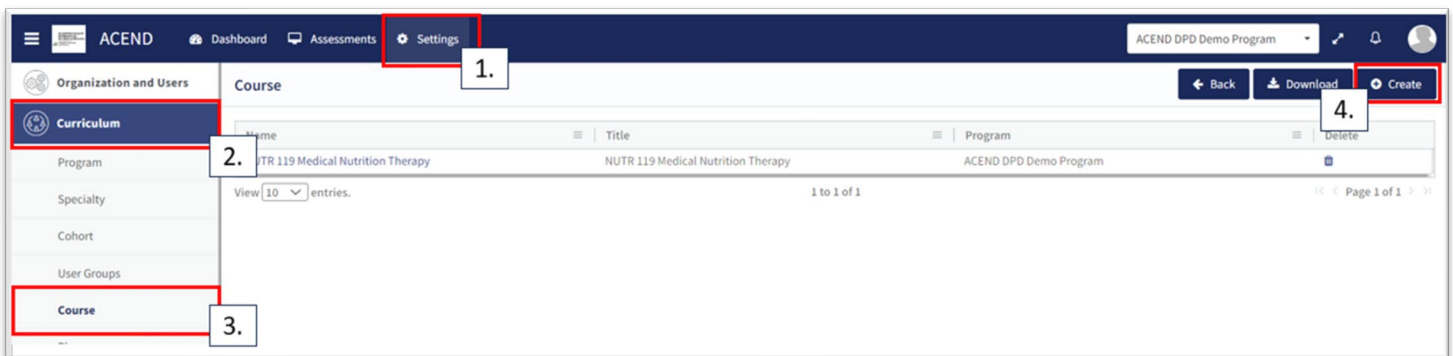 ACEND Dashboard Assessments Settings ACEND DPD Demo Program
1.
Organization and Users
Course Back Download Create
4.
Curriculum
Name Title Program Delete
2.
Program
NUTR 119 Medical Nutrition Therapy NUTR 119 Medical Nutrition Therapy ACEND DPD Demo Program
View 10 entries. 1 to 1 of 1 Page 1 of 1
Specialty
Cohort
User Groups
Course
3.